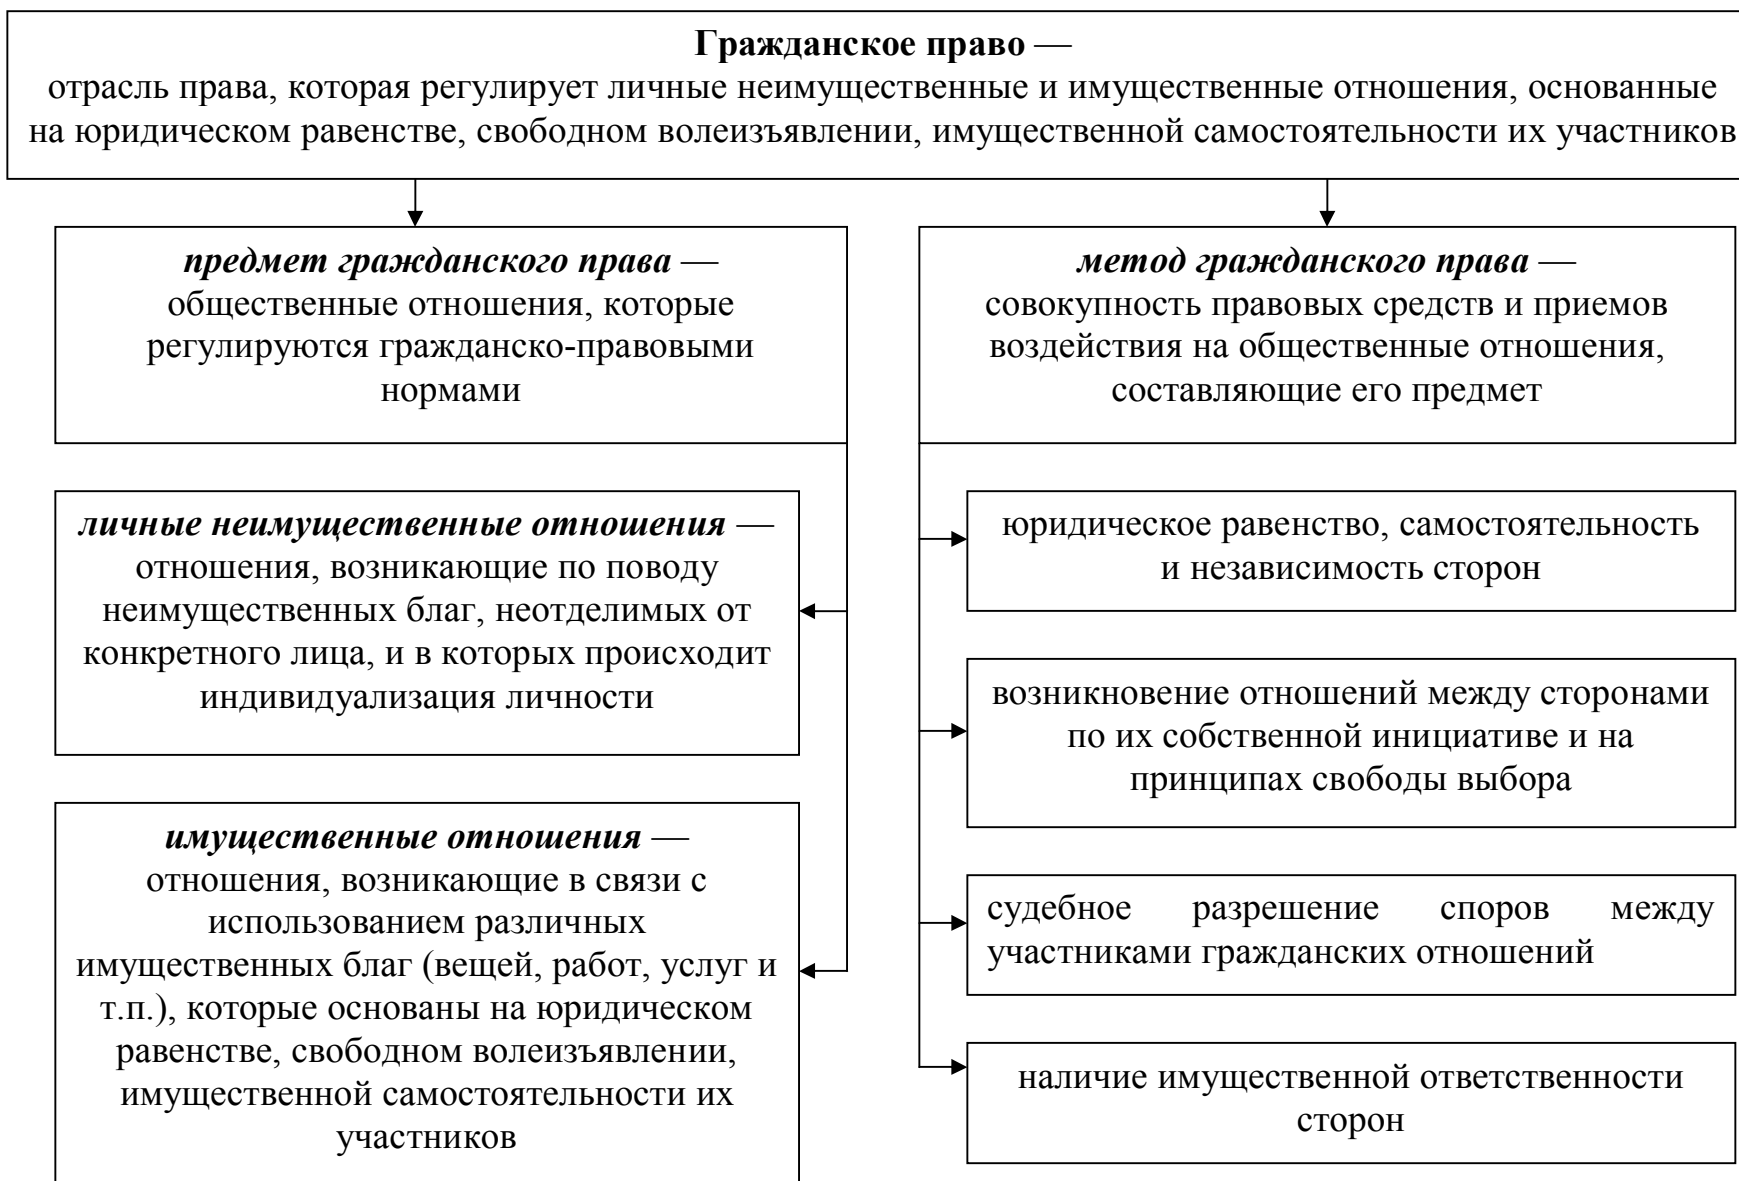 Гражданское право —
отрасль права, которая регулирует личные неимущественные и имущественные отношения, основанные
на юридическом равенстве, свободном волеизъявлении, имущественной самостоятельности их участников
предмет гражданского права —
общественные отношения, которые
регулируются гражданско-правовыми
нормами
личные неимущественные отношения —
отношения, возникающие по поводу
неимущественных благ, неотделимых от
конкретного лица, и в которых происходит
индивидуализация личности
имущественные отношения —
отношения, возникающие в связи с
использованием различных
имущественных благ (вещей, работ, услуг и
т.п.), которые основаны на юридическом
равенстве, свободном волеизъявлении,
имущественной самостоятельности их
участников
метод гражданского права —
совокупность правовых средств и приемов
воздействия на общественные отношения,
составляющие его предмет
юридическое равенство, самостоятельность
и независимость сторон
возникновение отношений между сторонами
по их собственной инициативе и на
принципах свободы выбора
судебное разрешение споров между
участниками гражданских отношений
наличие имущественной ответственности
сторон